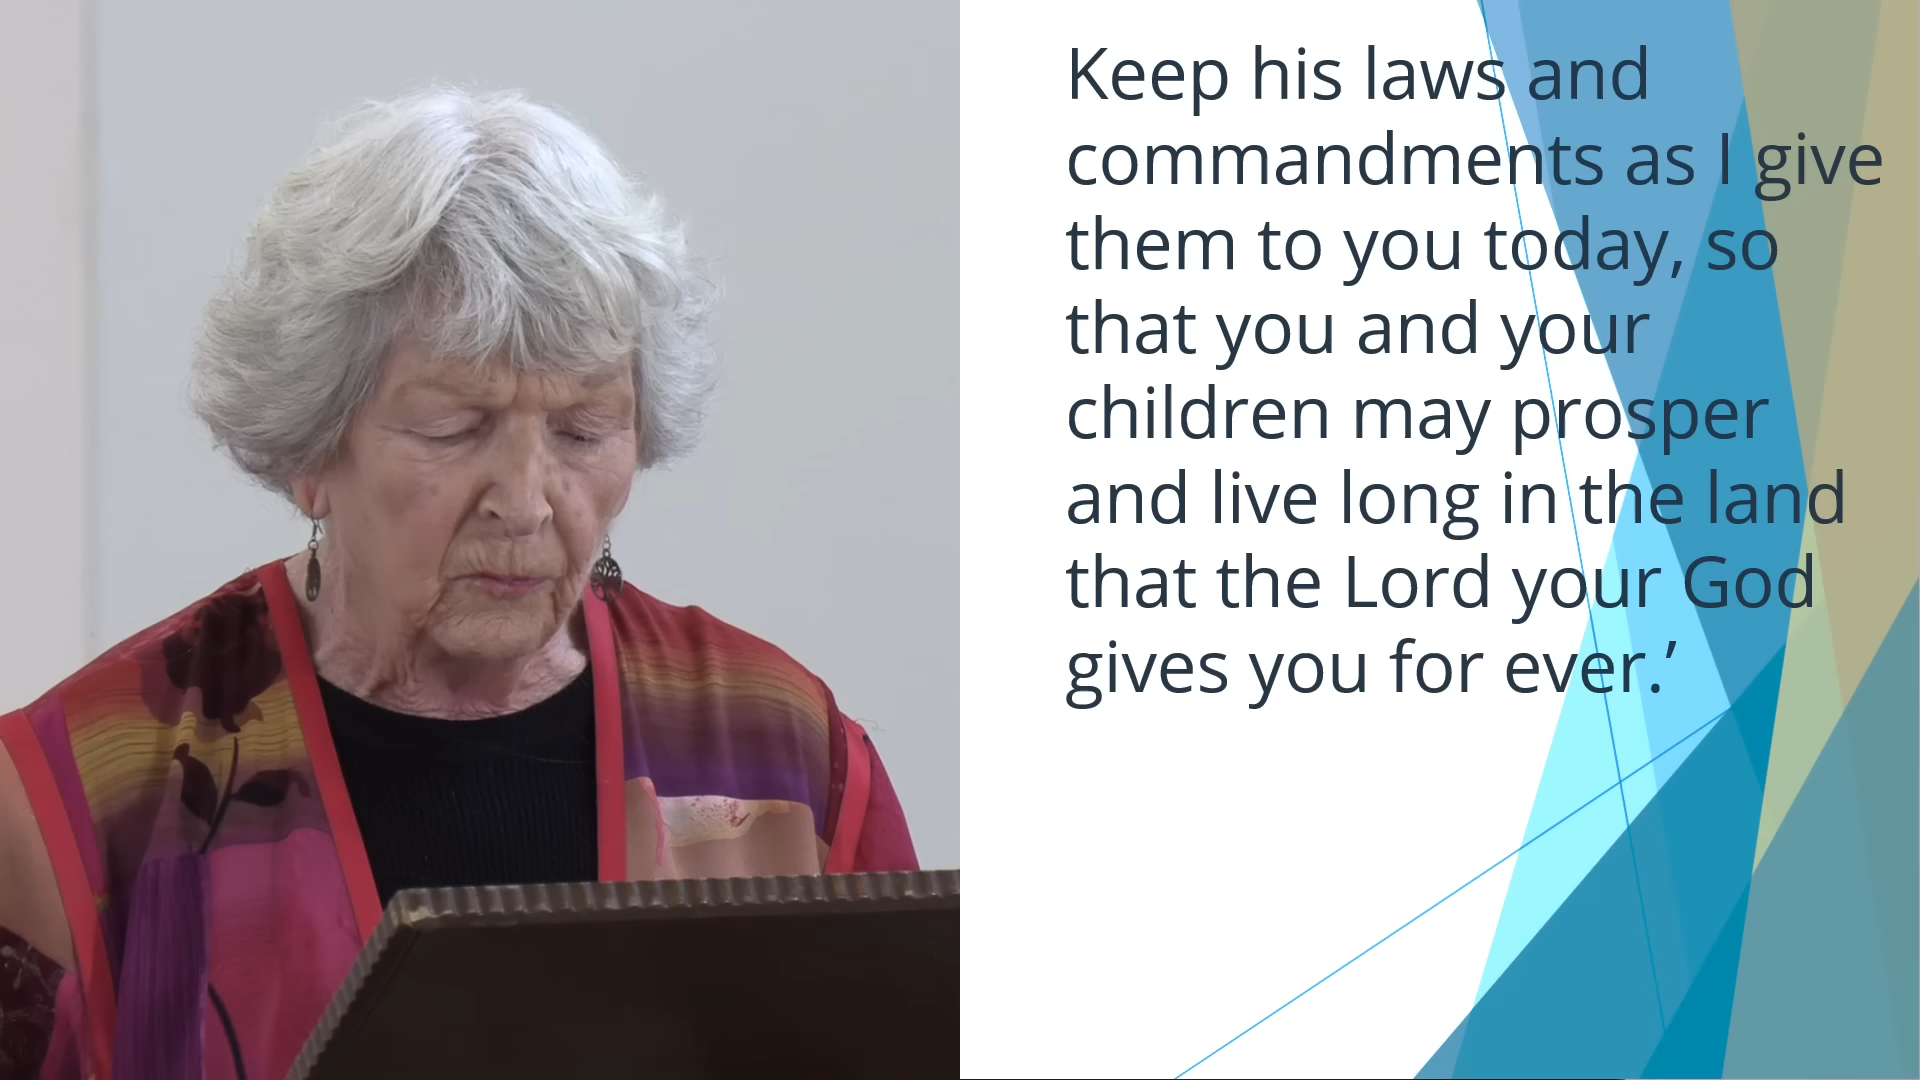 Keep his laws and
commandments as I give
them to you today, so
that you and your
children may prosper
and live long in the land
that the Lord your God
gives you for ever.’